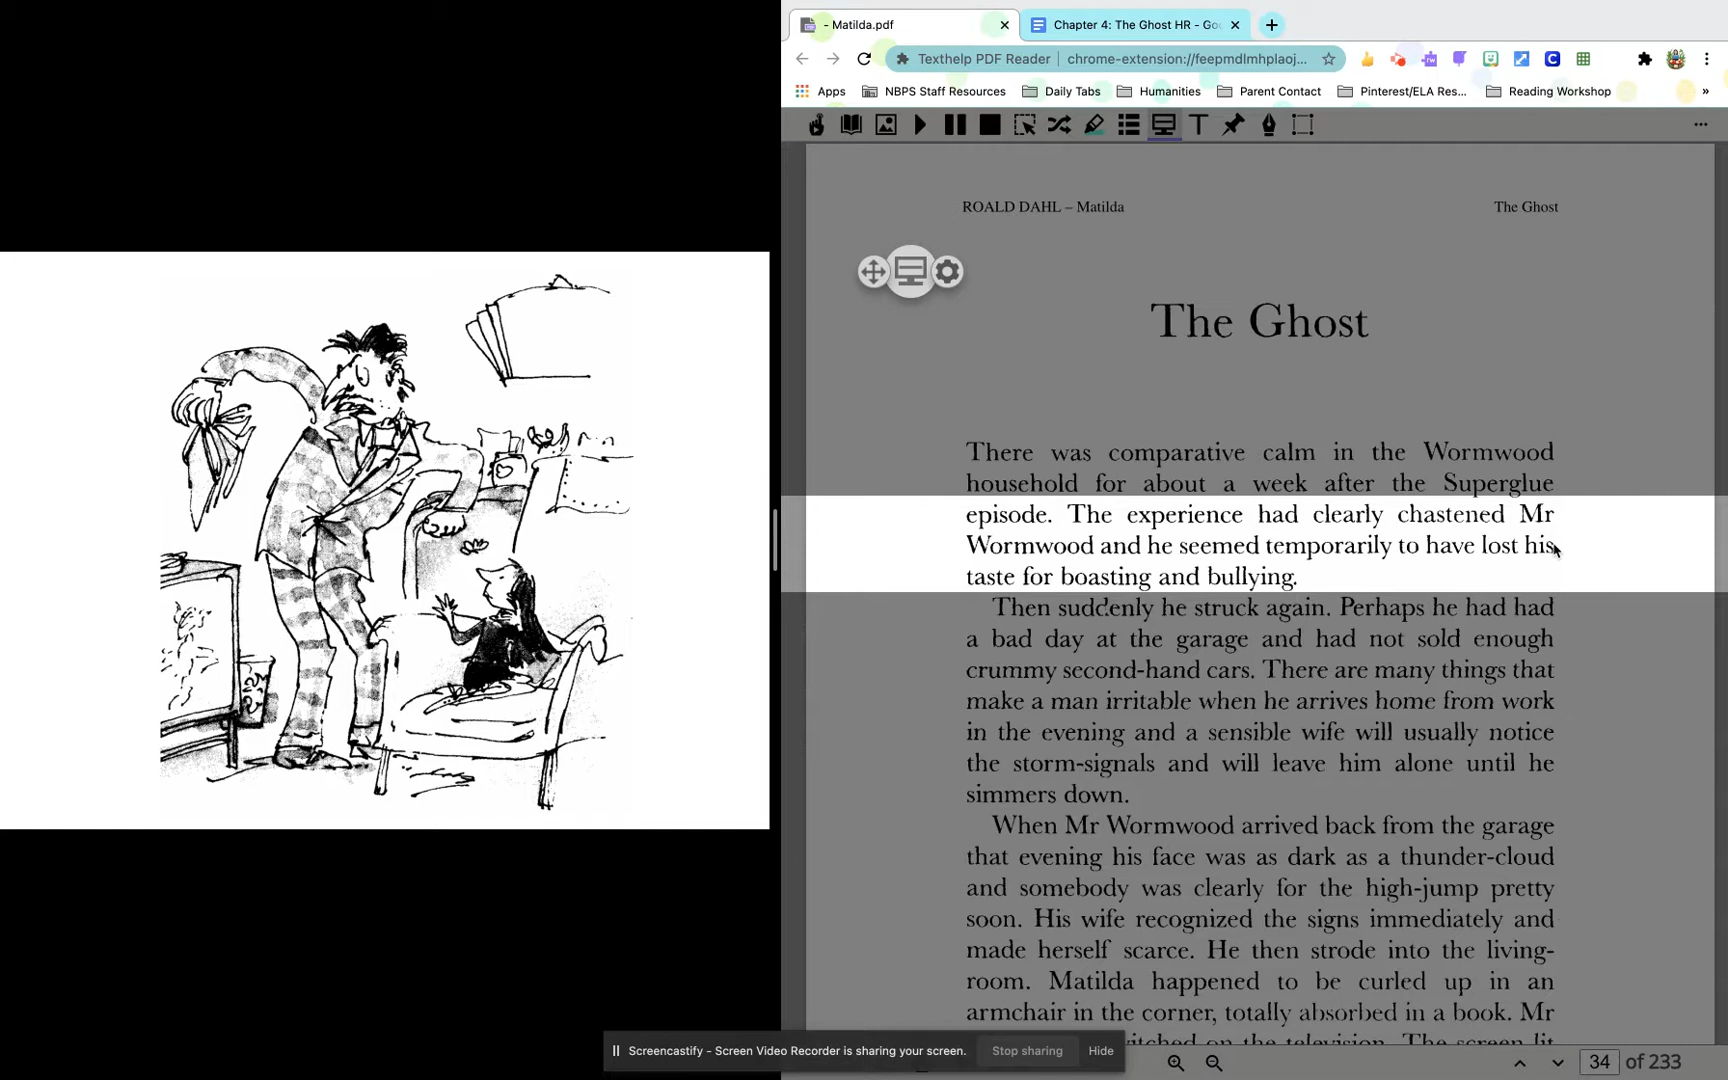 - Matilda.pdf
Chapter 4: The Ghost HR - Goo
Texthelp PDF Reader
chrome-extension://feepmdlmhplaoj...
Apps
NBPS Staff Resources
Daily Tabs
Humanities
Parent Contact
Pinterest/ELA Res...
Reading Workshop
»
ROALD DAHL – Matilda
The Ghost
The Ghost
There was comparative calm in the Wormwood
household for about a week after the Superglue
episode. The experience had clearly chastened Mr
Wormwood and he seemed temporarily to have lost his
taste for boasting and bullying.
Then suddenly he struck again. Perhaps he had had
a bad day at the garage and had not sold enough
crummy second-hand cars. There are many things that
make a man irritable when he arrives home from work
in the evening and a sensible wife will usually notice
the storm-signals and will leave him alone until he
simmers down.
When Mr Wormwood arrived back from the garage
that evening his face was as dark as a thunder-cloud
and somebody was clearly for the high-jump pretty
soon. His wife recognized the signs immediately and
made herself scarce. He then strode into the living-
room. Matilda happened to be curled up in an
armchair in the corner, totally absorbed in a book. Mr
on the television. The screen lit
Screencastify - Screen Video Recorder is sharing your screen.
Stop sharing
Hide
34 of 233